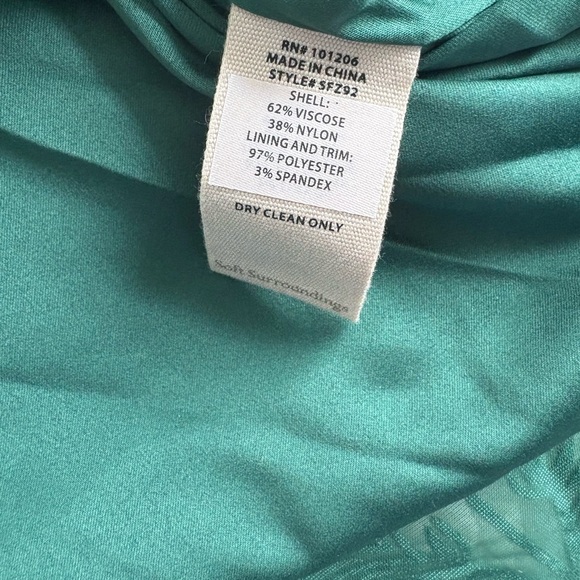 RN# 101206
MADE IN CHINA
STYLE# SFZ92
SHELL:
62% VISCOSE
38% NYLON
LINING AND TRIM:
97% POLYESTER
3% SPANDEX
DRY CLEAN ONLY
Soft Surroundings